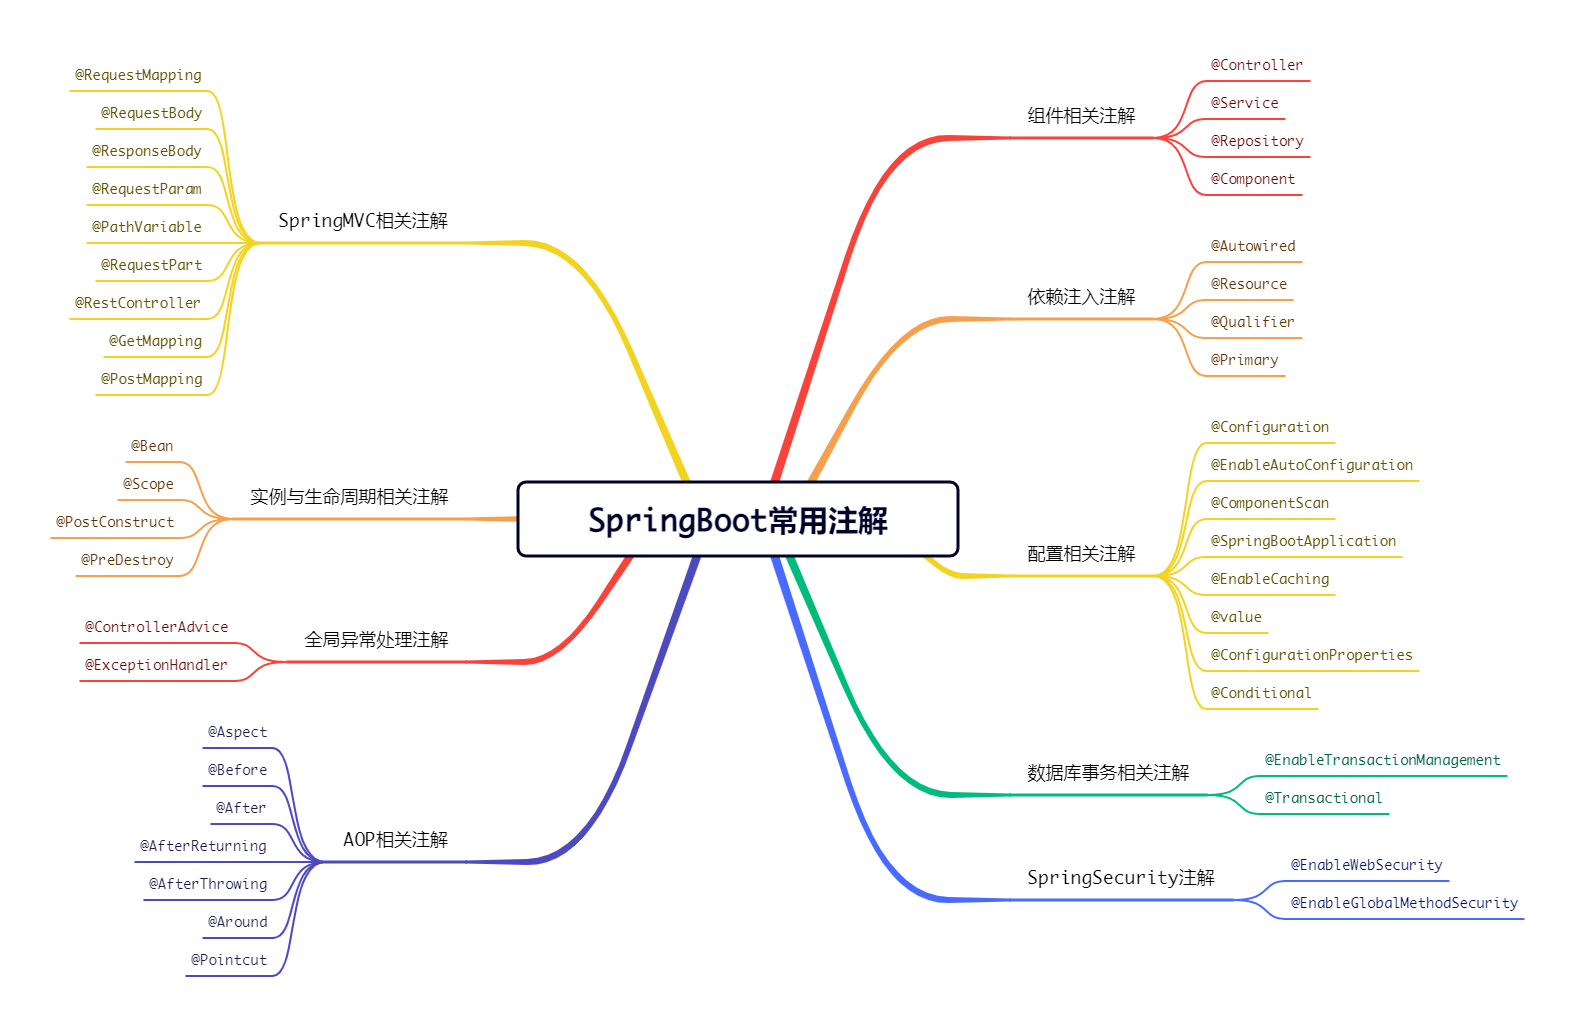 SpringBoot常用注解
组件相关注解
@Controller
@Service
@Repository
@Component
依赖注入注解
@Autowired
@Resource
@Qualifier
@Primary
配置相关注解
@Configuration
@EnableAutoConfiguration
@ComponentScan
@SpringBootApplication
@EnableCaching
@value
@ConfigurationProperties
@Conditional
数据库事务相关注解
@EnableTransactionManagement
@Transactional
SpringSecurity注解
@EnableWebSecurity
@EnableGlobalMethodSecurity
SpringMVC相关注解
@RequestMapping
@RequestBody
@ResponseBody
@RequestParam
@PathVariable
@RequestPart
@RestController
@GetMapping
@PostMapping
实例与生命周期相关注解
@Bean
@Scope
@PostConstruct
@PreDestroy
全局异常处理注解
@ControllerAdvice
@ExceptionHandler
AOP相关注解
@Aspect
@Before
@After
@AfterReturning
@AfterThrowing
@Around
@Pointcut